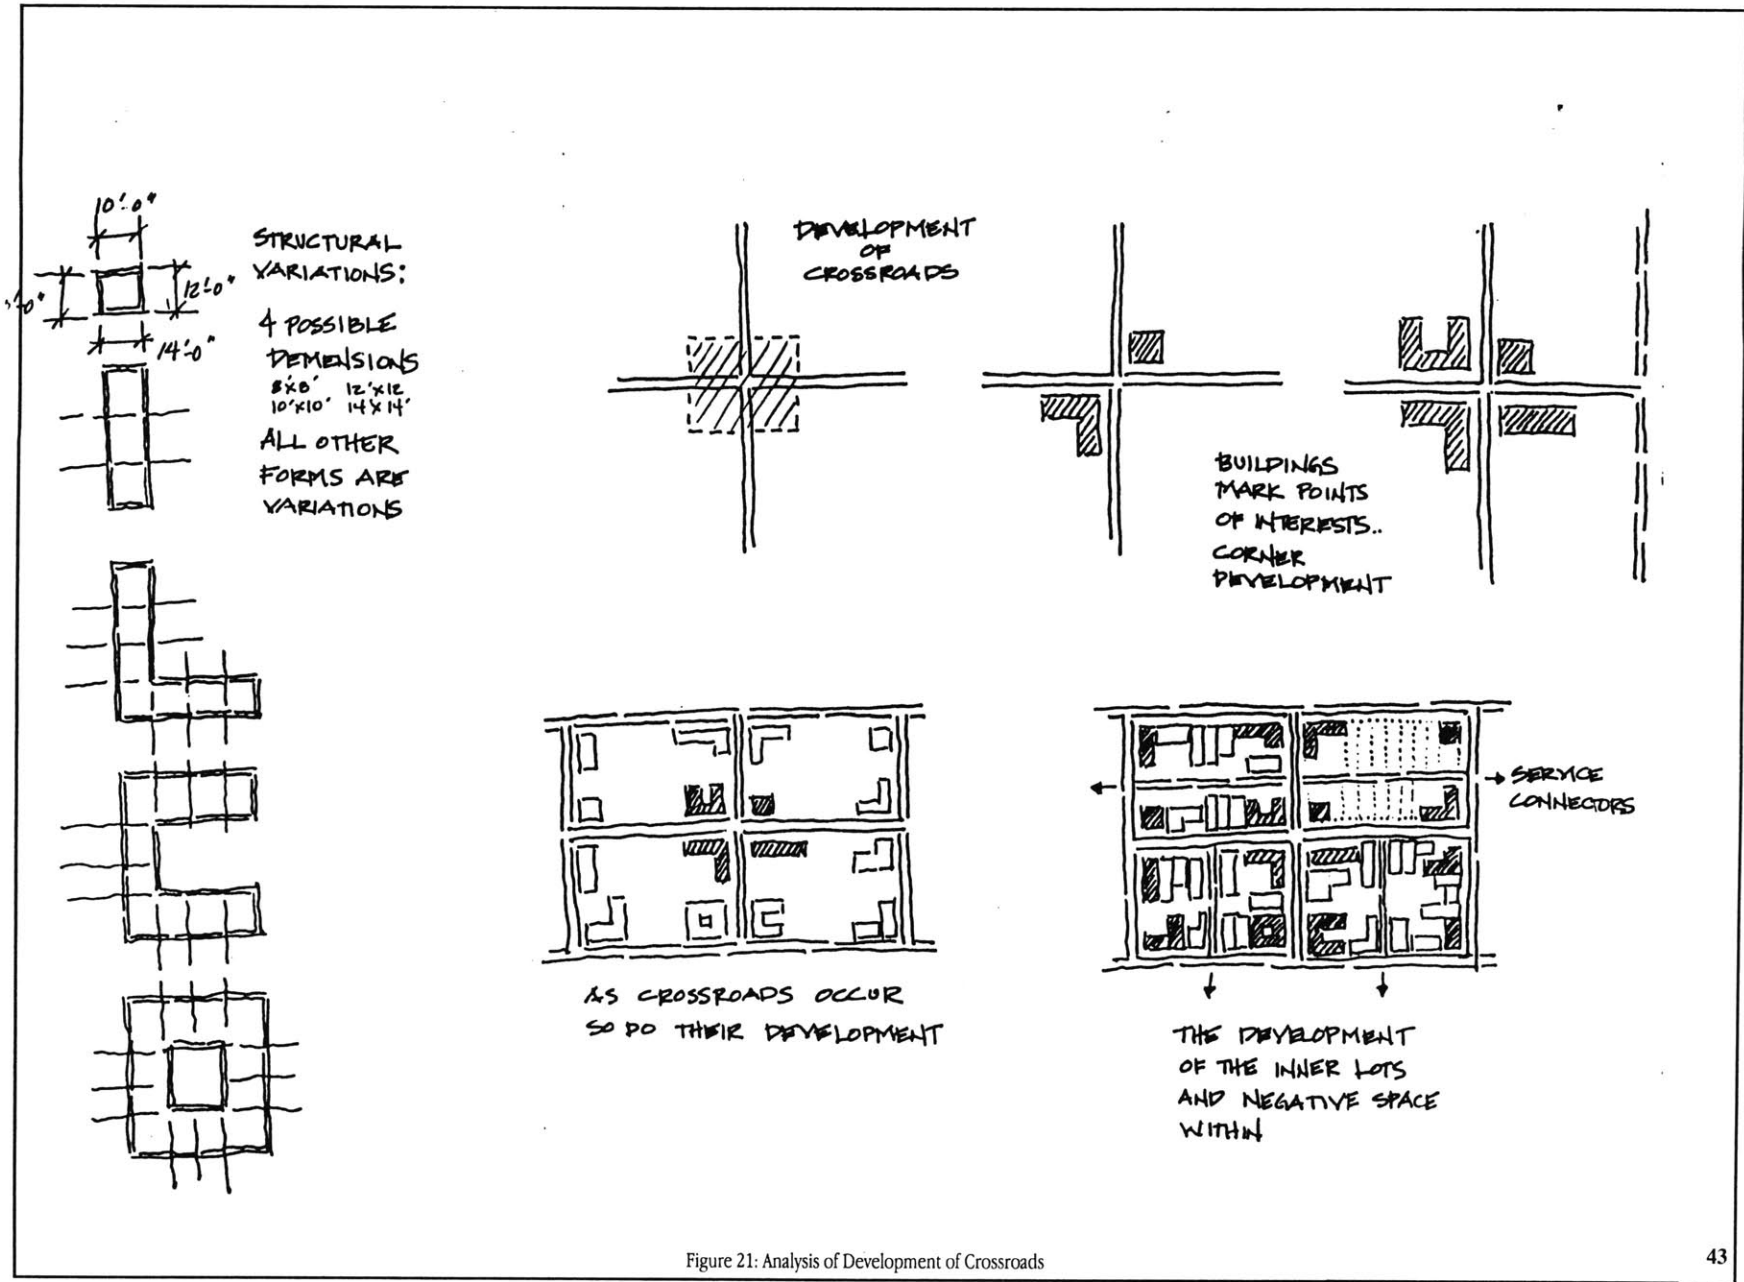 10'-0"
12'-0"
14'-0"
STRUCTURAL
VARIATIONS:
4 POSSIBLE
DEMENSIONS
8'X8' 12'X12
10'X10' 14'X14'
ALL OTHER
FORMS ARE
VARIATIONS
DEVELOPMENT
OF
CROSSROADS
BUILDINGS
MARK POINTS
OF INTERESTS..
CORNER
DEVELOPMENT
AS CROSSROADS OCCUR
SO DO THEIR DEVELOPMENT
SERVICE
CONNECTORS
THE DEVELOPMENT
OF THE INNER LOTS
AND NEGATIVE SPACE
WITHIN
Figure 21: Analysis of Development of Crossroads
43